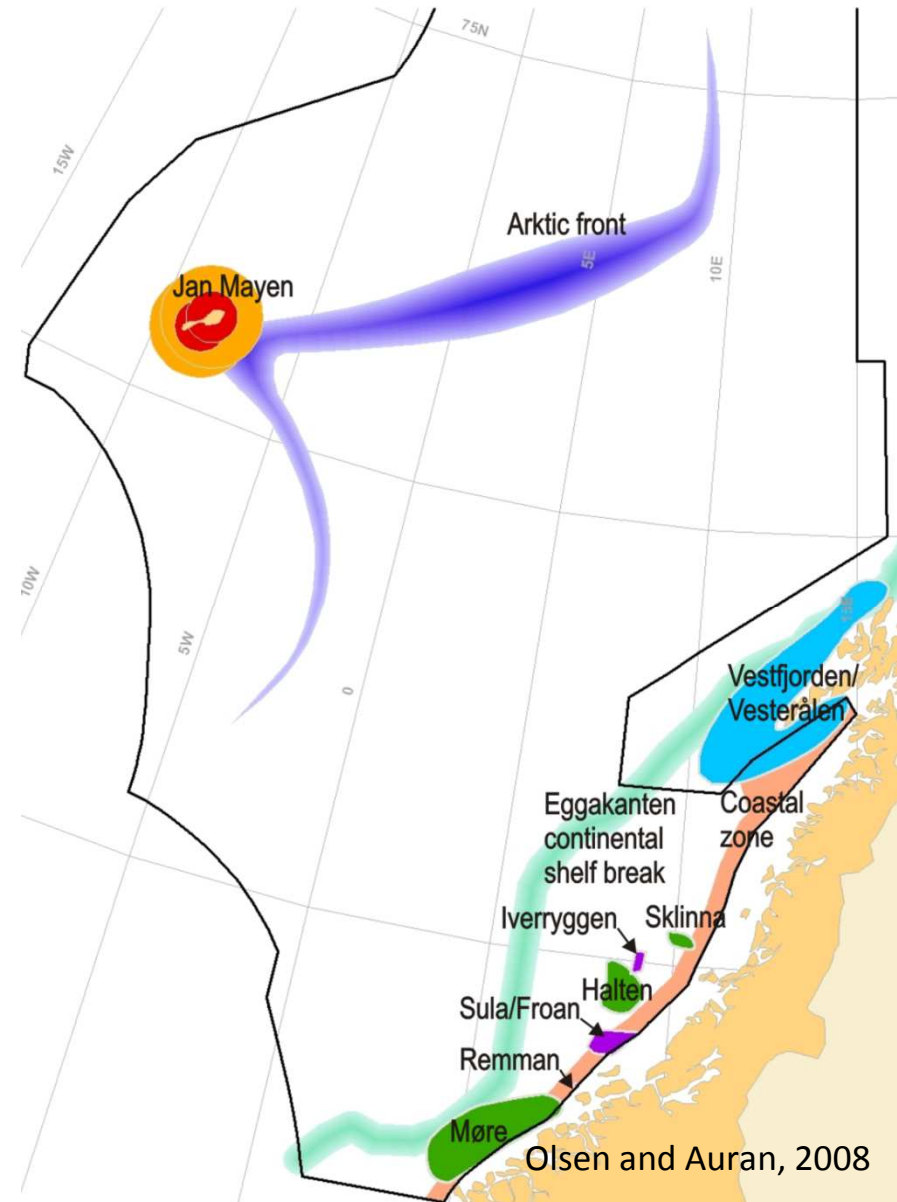 75N
15W
Arktic front
5E
10E
Jan Mayen
10W
5W
0
15E
Vestfjorden/
Vesterålen
Eggakanten
continental
shelf break
Coastal
zone
Iverryggen
Sklinna
Halten
Sula/Froan
Remman
Møre
Olsen and Auran, 2008